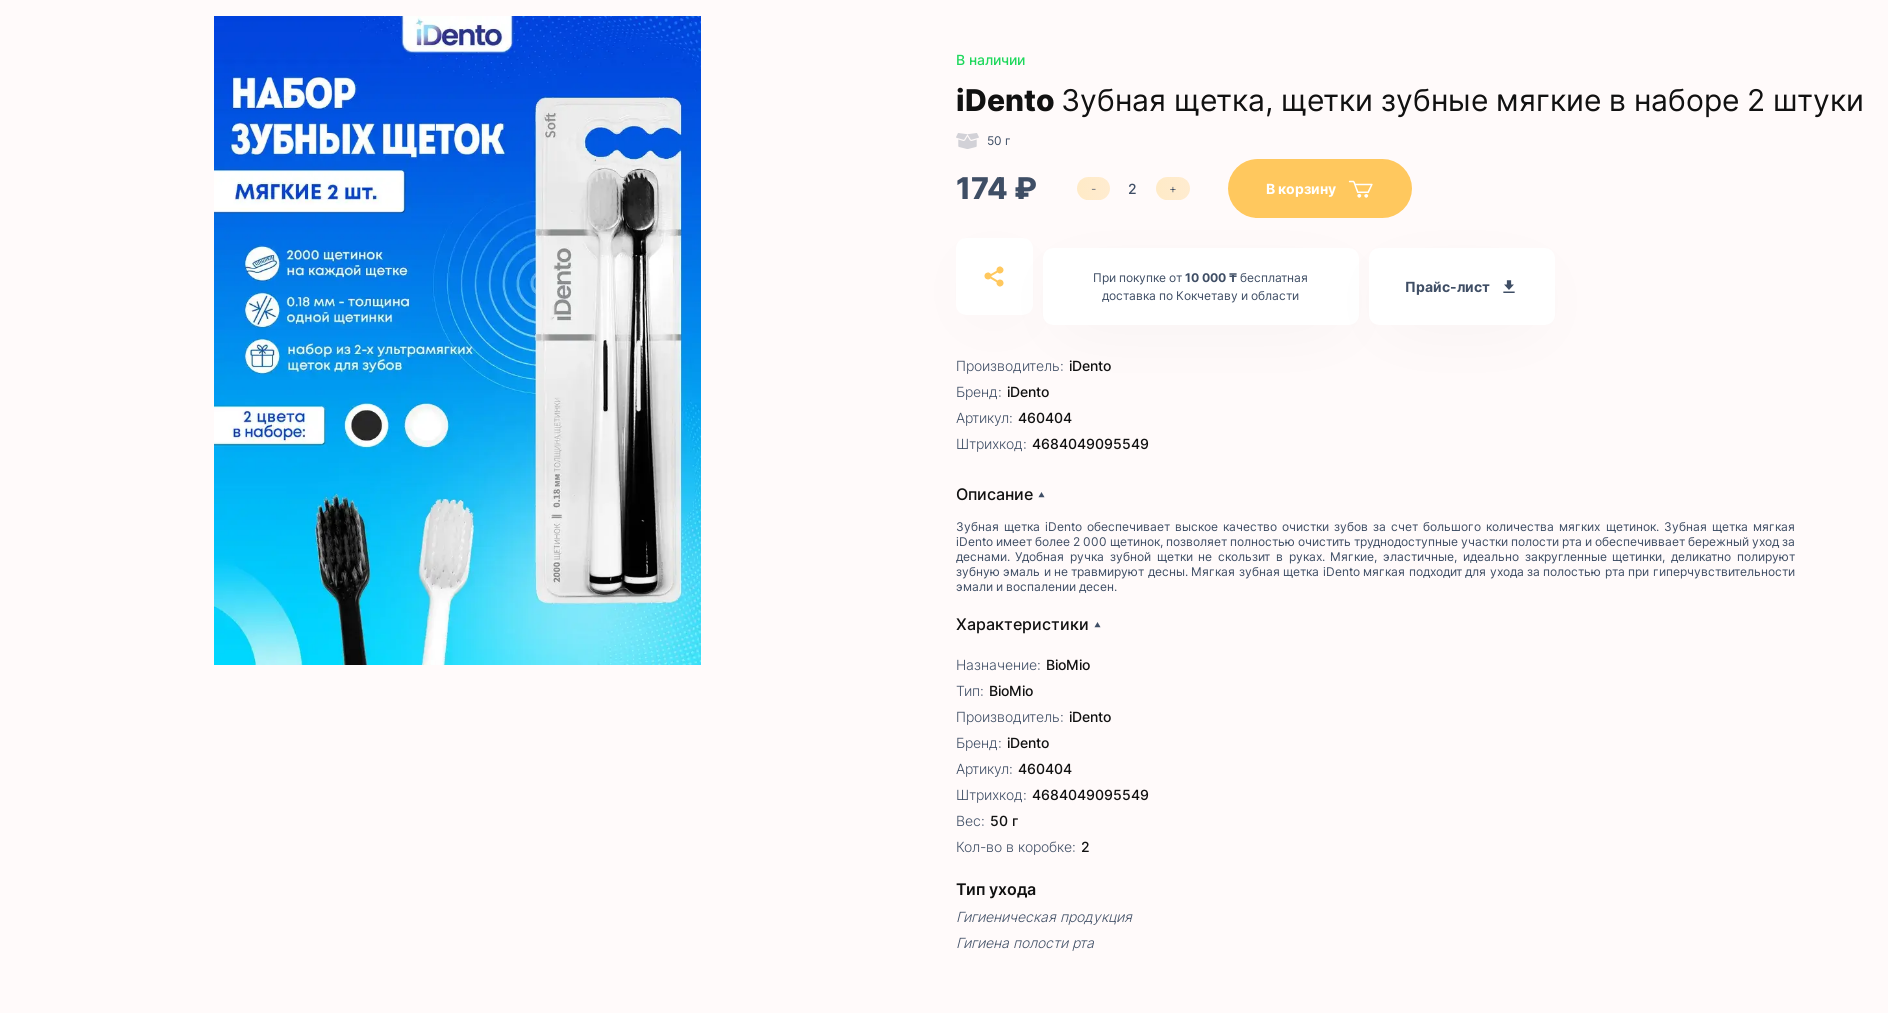 iDento
НАБОР
ЗУБНЫХ ЩЕТОК
МЯГКИЕ 2 шт.
2000 щетинок
на каждой щетке
0.18 мм - толщина
одной щетинки
набор из 2-х ультрамягких
щеток для зубов
2 цвета
в наборе:
Soft
iDento
2000 ЩЕТИНОК || 0.18 мм ТОЛЩИНА ЩЕТИНКИ
В наличии
iDento Зубная щетка, щетки зубные мягкие в наборе 2 штуки
50 г
174 ₽
- 2 +
В корзину
При покупке от 10 000 ₸ бесплатная
доставка по Кокчетаву и области
Прайс-лист
Производитель: iDento
Бренд: iDento
Артикул: 460404
Штрихкод: 4684049095549
Описание
Зубная щетка iDento обеспечивает выское качество очистки зубов за счет большого количества мягких щетинок. Зубная щетка мягкая
iDento имеет более 2 000 щетинок, позволяет полностью очистить труднодоступные участки полости рта и обеспечиввает бережный уход за
деснами. Удобная ручка зубной щетки не скользит в руках. Мягкие, эластичные, идеально закругленные щетинки, деликатно полируют
зубную эмаль и не травмируют десны. Мягкая зубная щетка iDento мягкая подходит для ухода за полостью рта при гиперчувствительности
эмали и воспалении десен.
Характеристики
Назначение: BioMio
Тип: BioMio
Производитель: iDento
Бренд: iDento
Артикул: 460404
Штрихкод: 4684049095549
Вес: 50 г
Кол-во в коробке: 2
Тип ухода
Гигиеническая продукция
Гигиена полости рта